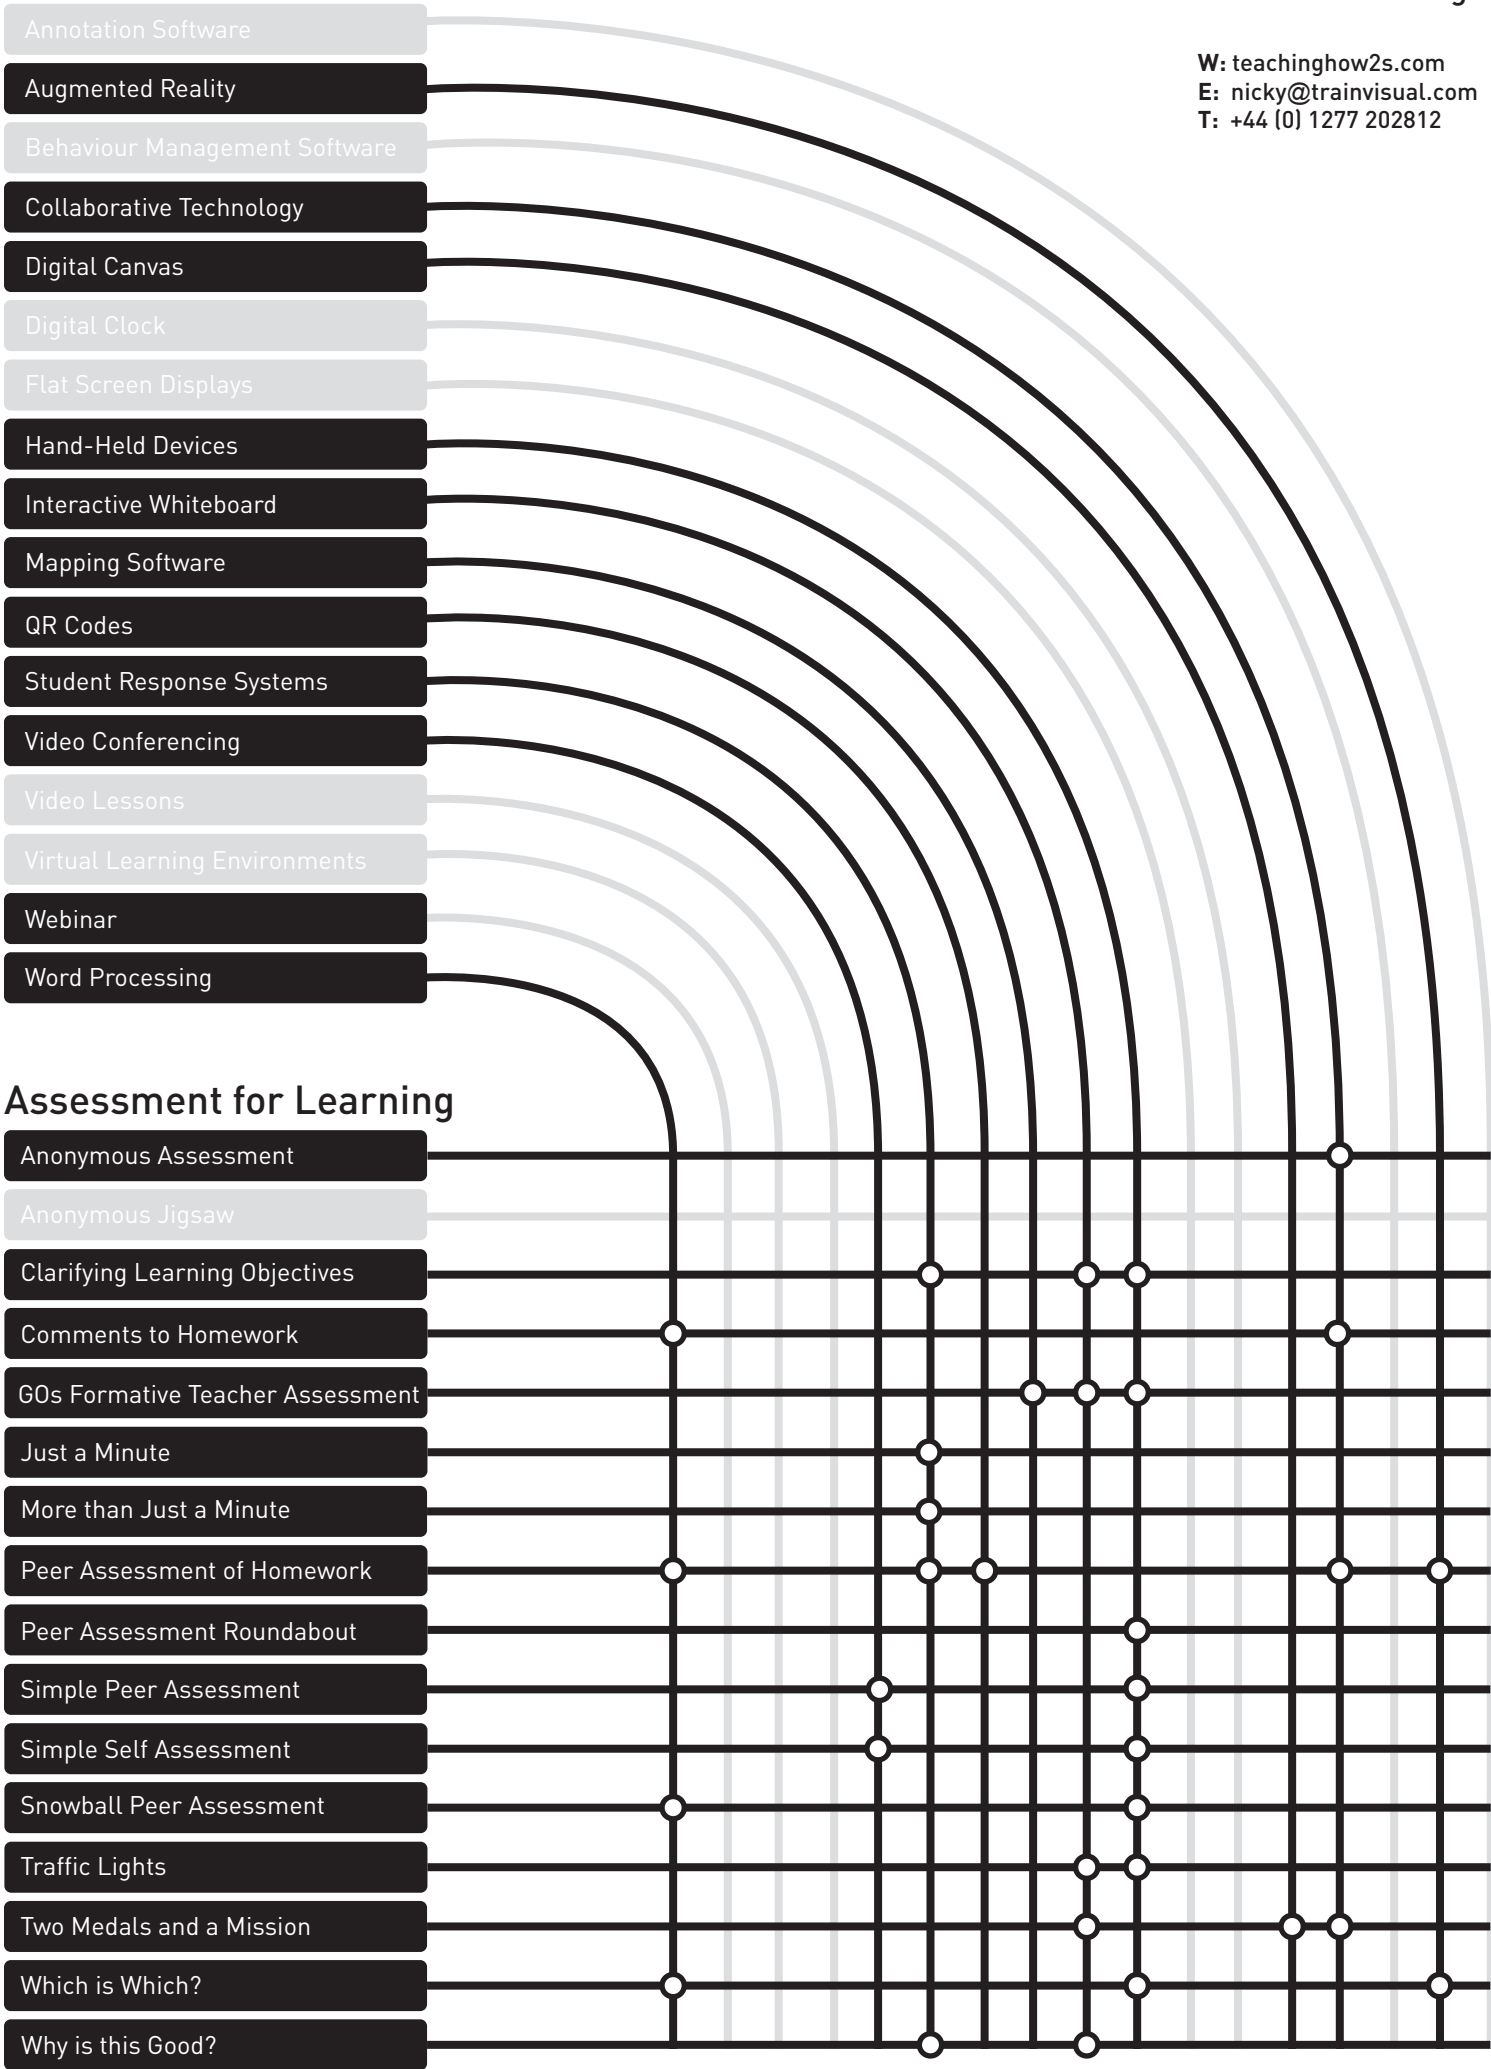 Annotation Software
Augmented Reality
Behaviour Management Software
Collaborative Technology
Digital Canvas
Digital Clock
Flat Screen Displays
Hand-Held Devices
Interactive Whiteboard
Mapping Software
QR Codes
Student Response Systems
Video Conferencing
Video Lessons
Virtual Learning Environments
Webinar
Word Processing
W: teachinghow2s.com
E: nicky@trainvisual.com
T: +44 (0) 1277 202812
Assessment for Learning
Anonymous Assessment
Anonymous Jigsaw
Clarifying Learning Objectives
Comments to Homework
GOs Formative Teacher Assessment
Just a Minute
More than Just a Minute
Peer Assessment of Homework
Peer Assessment Roundabout
Simple Peer Assessment
Simple Self Assessment
Snowball Peer Assessment
Traffic Lights
Two Medals and a Mission
Which is Which?
Why is this Good?